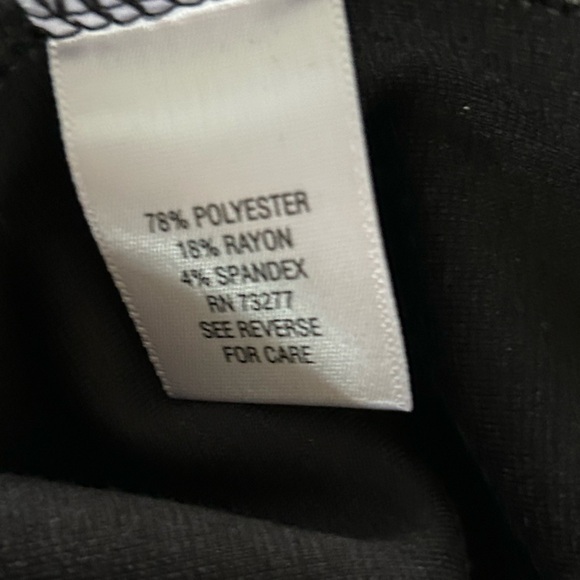 78% POLYESTER
18% RAYON
4% SPANDEX
RN 73277
SEE REVERSE
FOR CARE